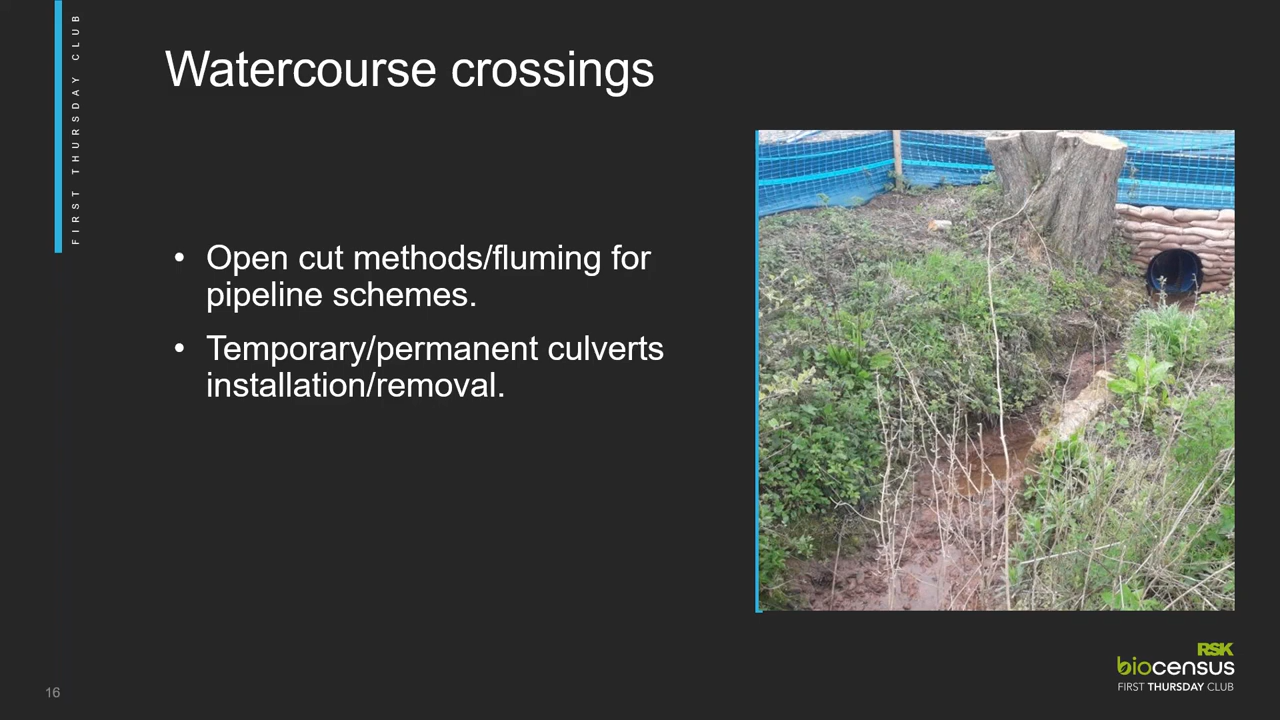 FIRST THURSDAY CLUB
Watercourse crossings
• Open cut methods/fluming for
pipeline schemes.
• Temporary/permanent culverts
installation/removal.
RSK
biocensus
FIRST THURSDAY CLUB
16